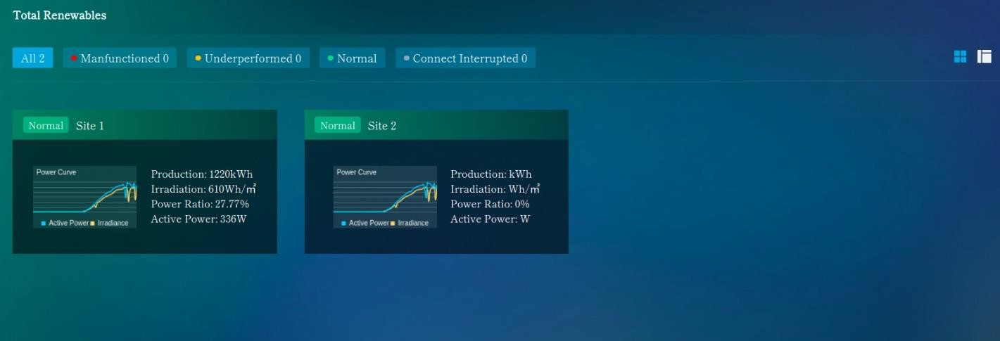 Total Renewables
All 2
Manfunctioned 0
Underperformed 0
Normal
Connect Interrupted 0
Normal Site 1
Power Curve
Active Power Irradiance
Production: 1220kWh
Irradiation: 610Wh/㎡
Power Ratio: 27.77%
Active Power: 336W
Normal Site 2
Power Curve
Active Power Irradiance
Production: kWh
Irradiation: Wh/㎡
Power Ratio: 0%
Active Power: W